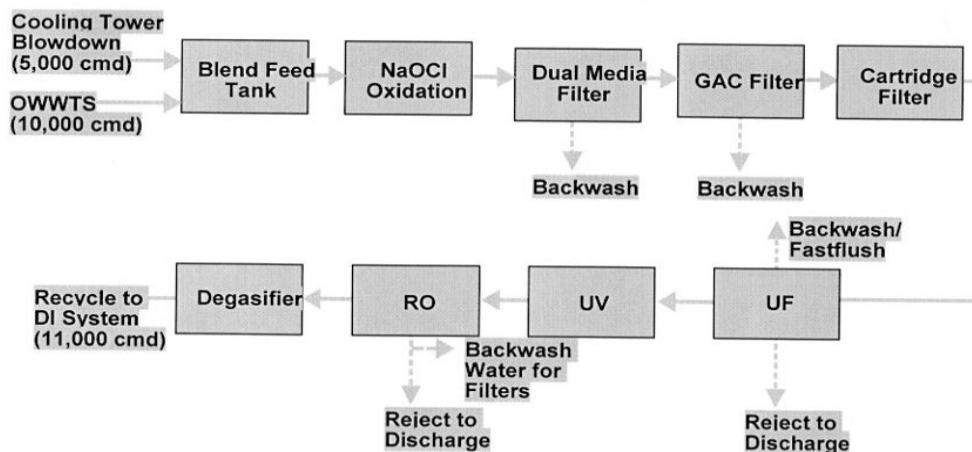 Cooling Tower
Blowdown
(5,000 cmd)
OWWTS
(10,000 cmd)
Blend Feed
Tank
NaOCl
Oxidation
Dual Media
Filter
GAC Filter
Cartridge
Filter
Backwash
Backwash
Backwash/
Fastflush
Recycle to
DI System
(11,000 cmd)
Degasifier
RO
UV
UF
Backwash
Water for
Filters
Reject to
Discharge
Reject to
Discharge